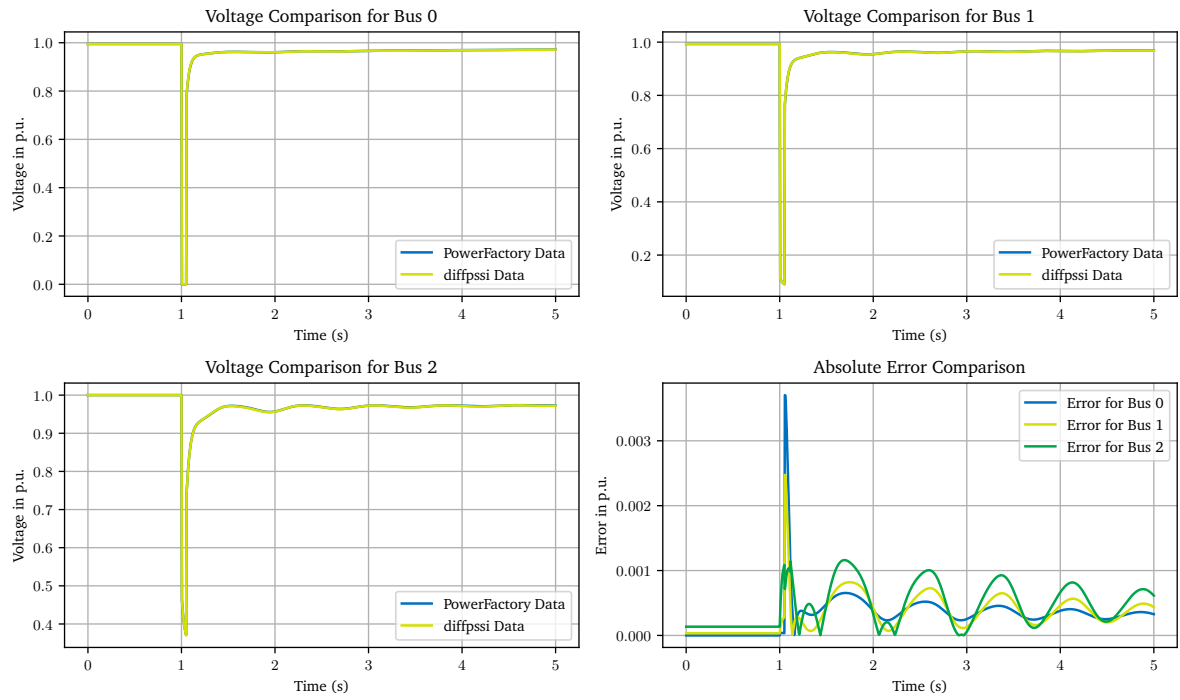 Voltage Comparison for Bus 0
Voltage in p.u.
1.0
0.8
0.6
0.4
0.2
0.0
PowerFactory Data
diffpssi Data
0 1 2 3 4 5
Time (s)
Voltage Comparison for Bus 1
Voltage in p.u.
1.0
0.8
0.6
0.4
0.2
PowerFactory Data
diffpssi Data
0 1 2 3 4 5
Time (s)
Voltage Comparison for Bus 2
Voltage in p.u.
1.0
0.9
0.8
0.7
0.6
0.5
0.4
PowerFactory Data
diffpssi Data
0 1 2 3 4 5
Time (s)
Absolute Error Comparison
Error in p.u.
0.003
0.002
0.001
0.000
Error for Bus 0
Error for Bus 1
Error for Bus 2
0 1 2 3 4 5
Time (s)